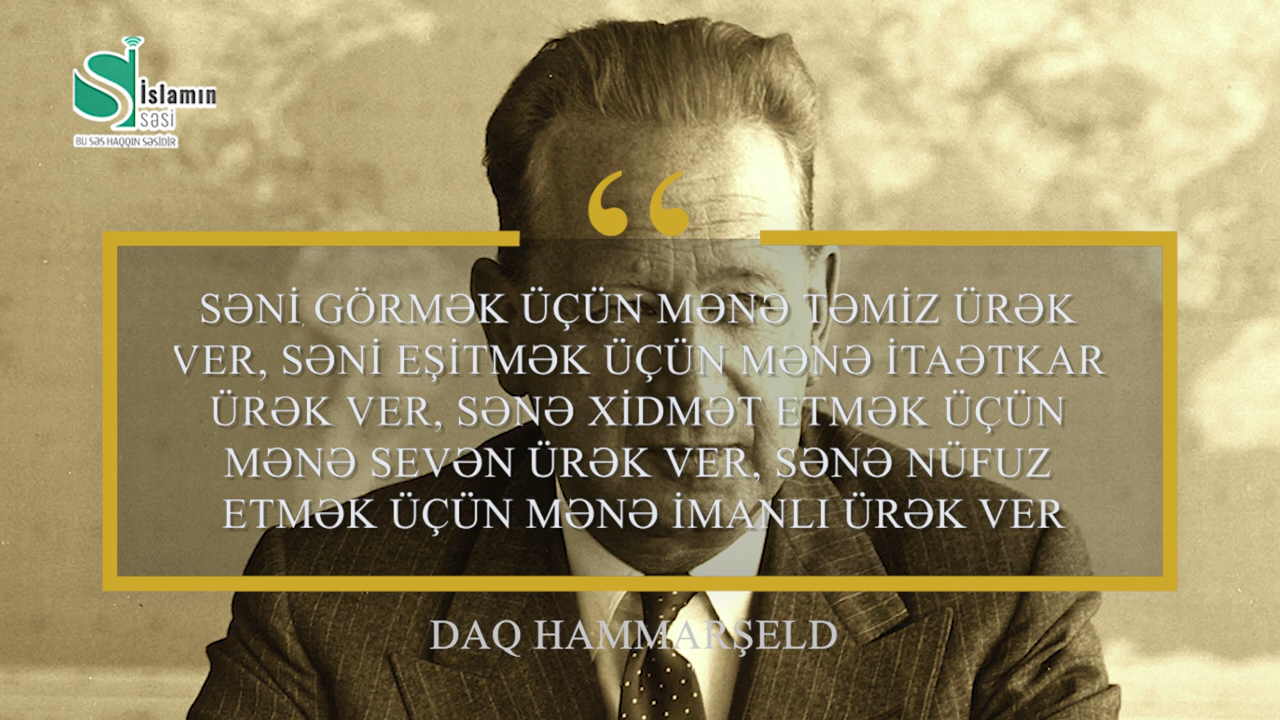 İslamın
səsi
BU SƏS HAQQIN SƏSİDİR
SƏNİ GÖRMƏK ÜÇÜN MƏNƏ TƏMİZ ÜRƏK
VER, SƏNİ EŞİTMƏK ÜÇÜN MƏNƏ İTAƏTKAR
ÜRƏK VER, SƏNƏ XİDMƏT ETMƏK ÜÇÜN
MƏNƏ SEVƏN ÜRƏK VER, SƏNƏ NÜFUZ
ETMƏK ÜÇÜN MƏNƏ İMANLI ÜRƏK VER
DAQ HAMMARŞELD